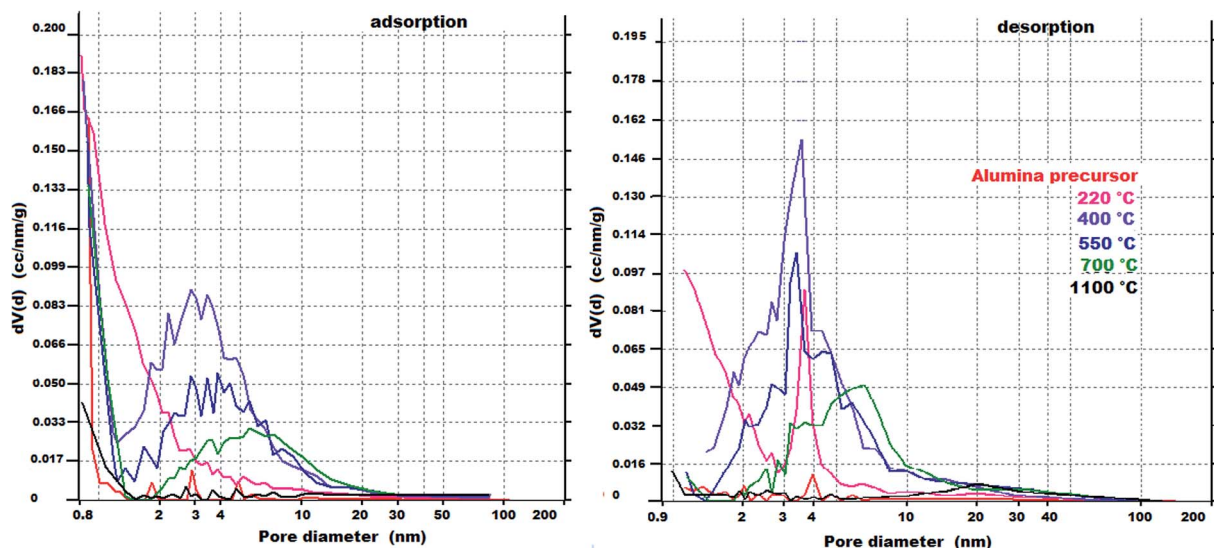 adsorption
0.200
0.183
0.166
0.150
0.133
0.116
0.099
0.083
0.066
0.050
0.033
0.017
0
dV(d) (cc/nm/g)
0.8 2 3 4 10 20 30 40 50 100 200
Pore diameter (nm)
desorption
0.195
0.178
0.162
0.146
0.130
0.114
0.097
0.081
0.065
0.049
0.032
0.016
0
dV(d) (cc/nm/g)
Alumina precursor
220 °C
400 °C
550 °C
700 °C
1100 °C
0.9 2 3 4 10 20 30 40 100 200
Pore diameter (nm)